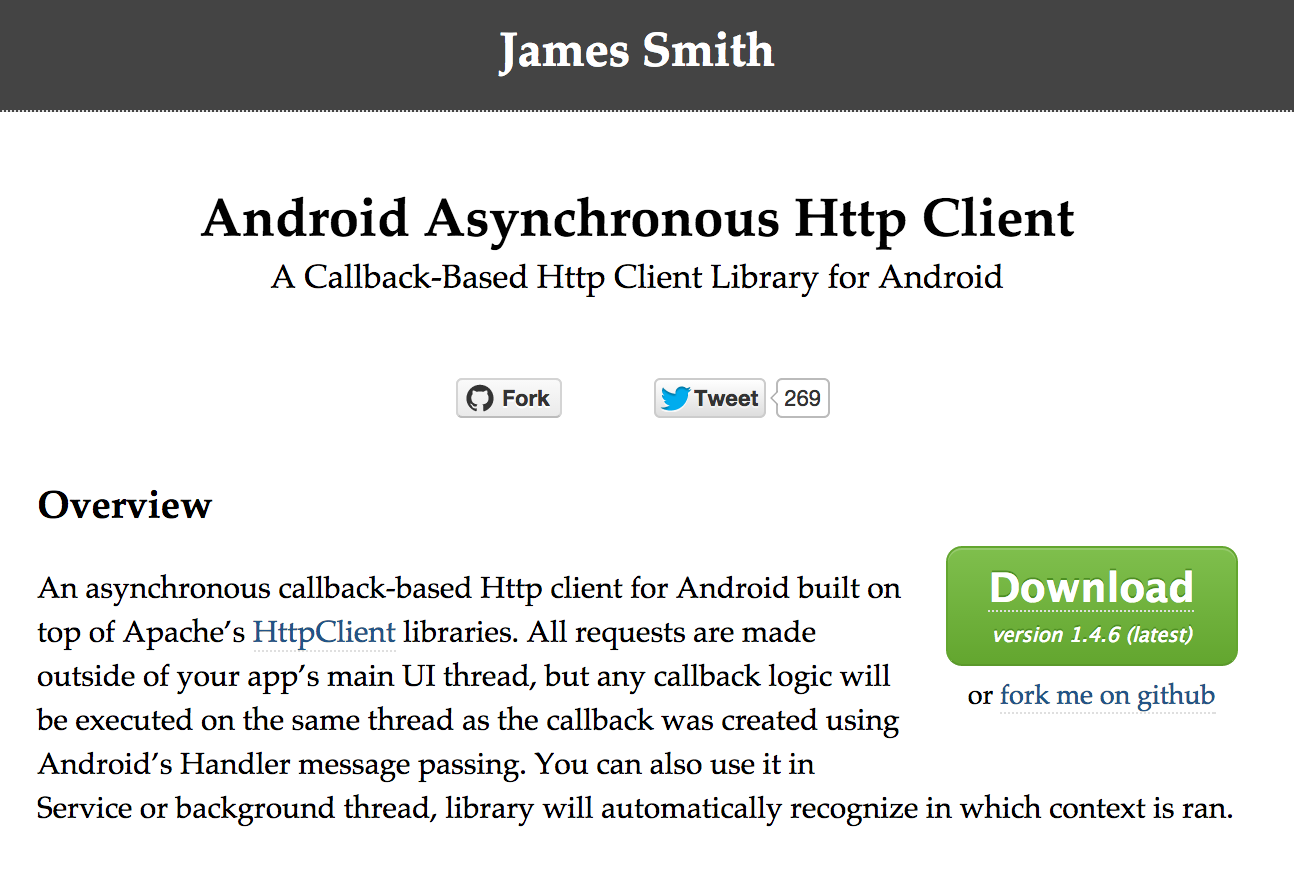 James Smith
Android Asynchronous Http Client
A Callback-Based Http Client Library for Android
Fork
Tweet
269
Overview
An asynchronous callback-based Http client for Android built on
top of Apache’s HttpClient libraries. All requests are made
outside of your app’s main UI thread, but any callback logic will
be executed on the same thread as the callback was created using
Android’s Handler message passing. You can also use it in
Service or background thread, library will automatically recognize in which context is ran.
Download
version 1.4.6 (latest)
or fork me on github